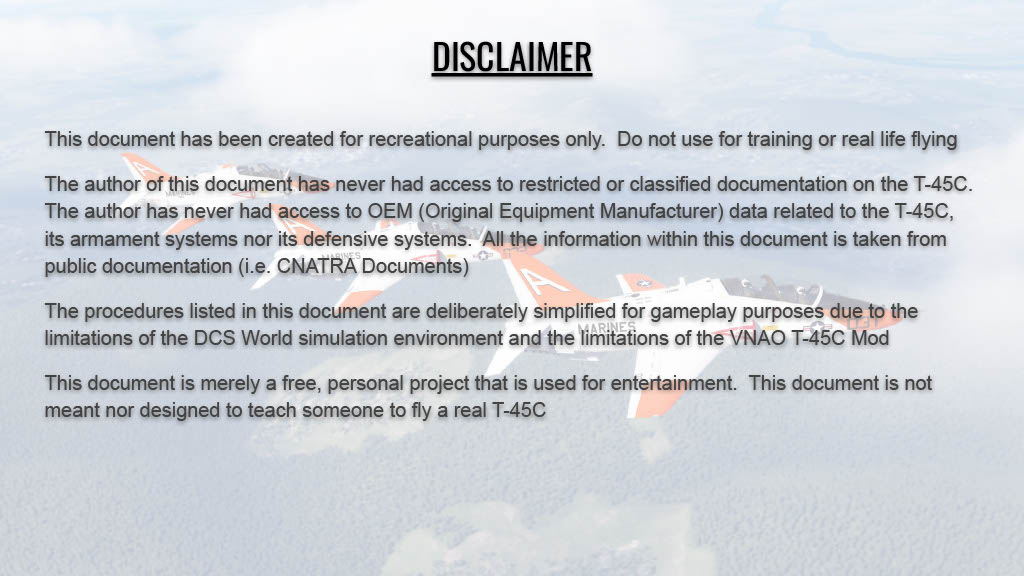 DISCLAIMER
This document has been created for recreational purposes only.  Do not use for training or real life flying
The author of this document has never had access to restricted or classified documentation on the T-45C.
The author has never had access to OEM (Original Equipment Manufacturer) data related to the T-45C,
its armament systems nor its defensive systems.  All the information within this document is taken from
public documentation (i.e. CNATRA Documents)
The procedures listed in this document are deliberately simplified for gameplay purposes due to the
limitations of the DCS World simulation environment and the limitations of the VNAO T-45C Mod
This document is merely a free, personal project that is used for entertainment.  This document is not
meant nor designed to teach someone to fly a real T-45C
A
MARINES
A
MARINES
A
MARINES